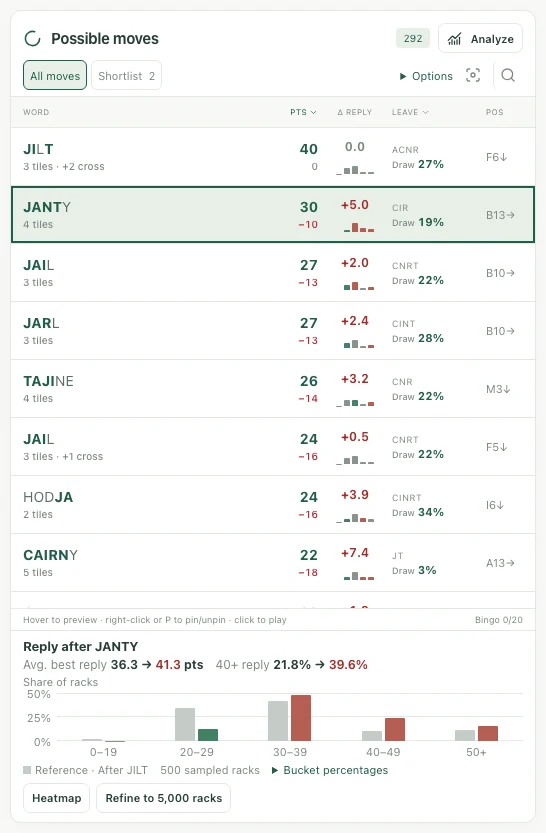 Possible moves 292 Analyze
All moves Shortlist 2 Options
WORD PTS Δ REPLY LEAVE POS
JILT 40 0.0 ACNR F6↓
3 tiles · +2 cross 0 Draw 27%
JANTY 30 +5.0 CIR B13→
4 tiles −10 Draw 19%
JAIL 27 +2.0 CNRT B10→
3 tiles −13 Draw 22%
JARL 27 +2.4 CINT B10→
3 tiles −13 Draw 28%
TAJINE 26 +3.2 CNR M3↓
4 tiles −14 Draw 22%
JAIL 24 +0.5 CNRT F5↓
3 tiles · +1 cross −16 Draw 22%
HODJA 24 +3.9 CINRT I6↓
2 tiles −16 Draw 34%
CAIRNY 22 +7.4 JT A13→
5 tiles −18 Draw 3%
Hover to preview · right-click or P to pin/unpin · click to play Bingo 0/20
Reply after JANTY
Avg. best reply 36.3 → 41.3 pts 40+ reply 21.8% → 39.6%
Share of racks
50%
25%
0%
0–19 20–29 30–39 40–49 50+
Reference · After JILT 500 sampled racks Bucket percentages
Heatmap Refine to 5,000 racks